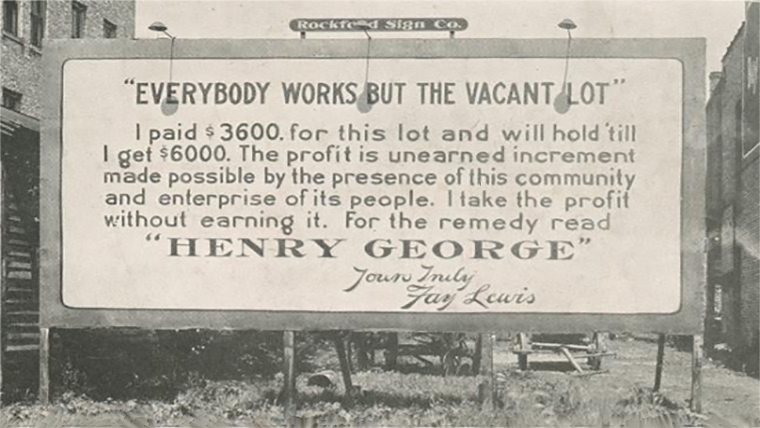 Rockford Sign Co.
"EVERYBODY WORKS BUT THE VACANT LOT"
I paid $3600. for this lot and will hold 'till
I get $6000. The profit is unearned increment
made possible by the presence of this community
and enterprise of its people. I take the profit
without earning it. For the remedy read
"HENRY GEORGE"
Yours Truly
Fay Lewis